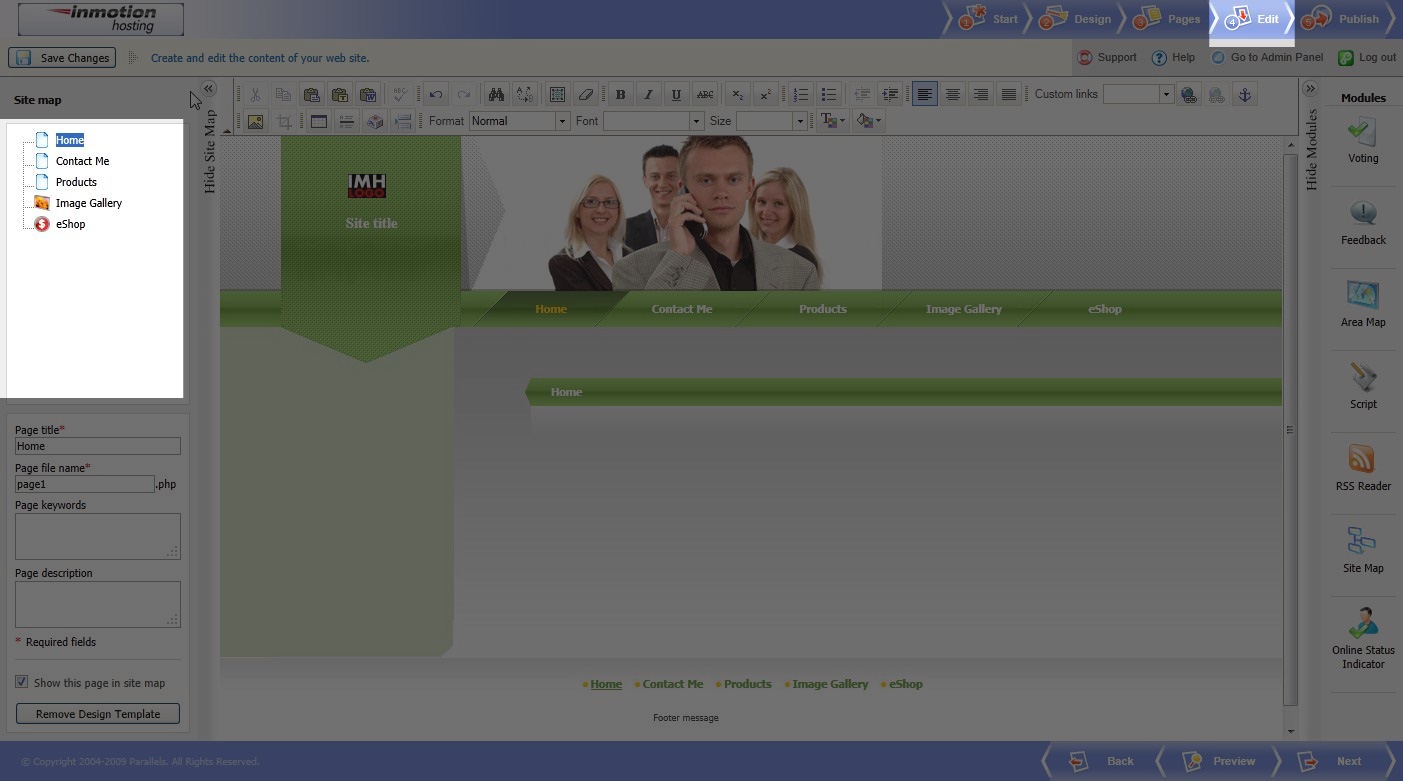 inmotion
hosting
1 Start
2 Design
3 Pages
4 Edit
5 Publish
Save Changes
Create and edit the content of your web site.
Support
Help
Go to Admin Panel
Log out
Site map
Hide Site Map
Home
Contact Me
Products
Image Gallery
eShop
Page title*
Home
Page file name*
page1 .php
Page keywords
Page description
* Required fields
Show this page in site map
Remove Design Template
B I U ABC X₂ X²
Custom links
Format Normal Font Size
IMH
LOGO
Site title
Home Contact Me Products Image Gallery eShop
Home
Home Contact Me Products Image Gallery eShop
Footer message
Hide Modules
Modules
Voting
Feedback
Area Map
Script
RSS Reader
Site Map
Online Status
Indicator
© Copyright 2004-2009 Parallels. All Rights Reserved.
Back
Preview
Next